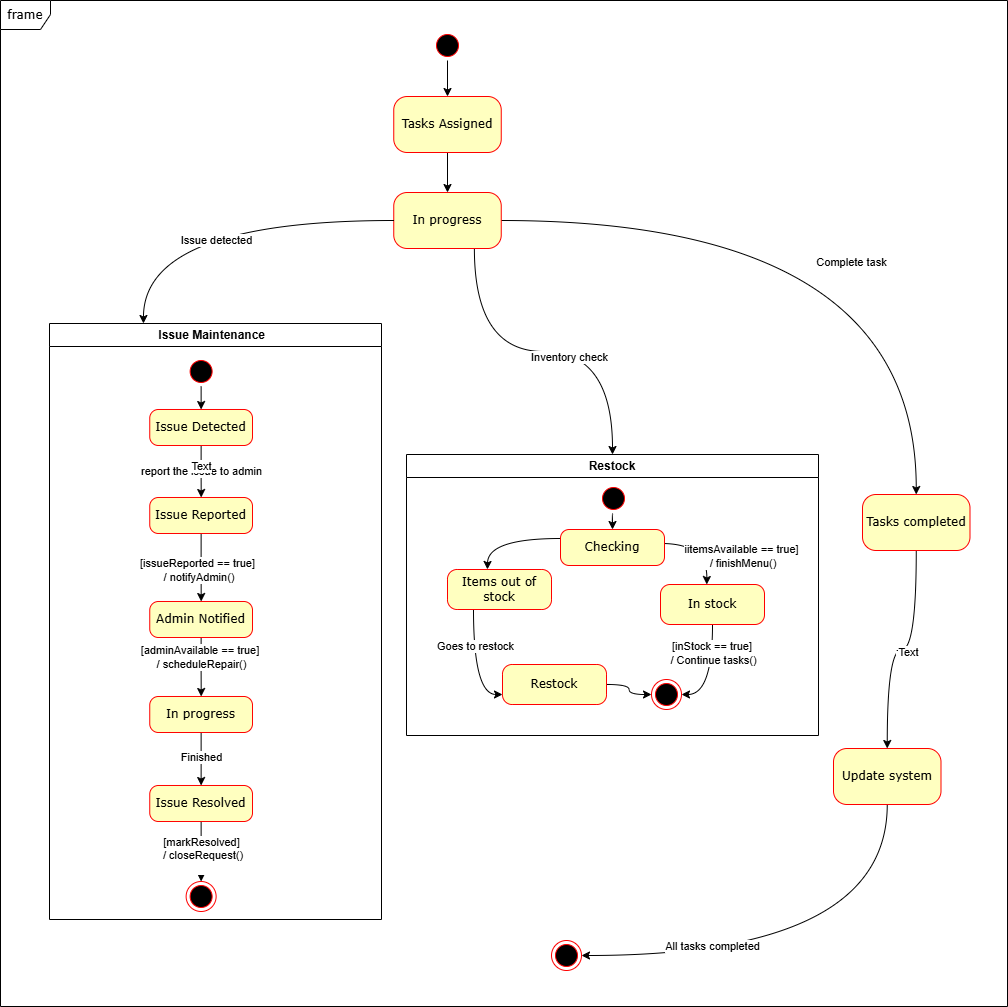 frame
Tasks Assigned
In progress
Issue detected
Complete task
Issue Maintenance
Inventory check
Issue Detected
Text
report the issue to admin
Issue Reported
[issueReported == true]
/ notifyAdmin()
Admin Notified
[adminAvailable == true]
/ scheduleRepair()
In progress
Finished
Issue Resolved
[markResolved]
/ closeRequest()
Restock
Checking
iitemsAvailable == true]
/ finishMenu()
Items out of
stock
In stock
Goes to restock
[inStock == true]
/ Continue tasks()
Restock
Tasks completed
Text
Update system
All tasks completed